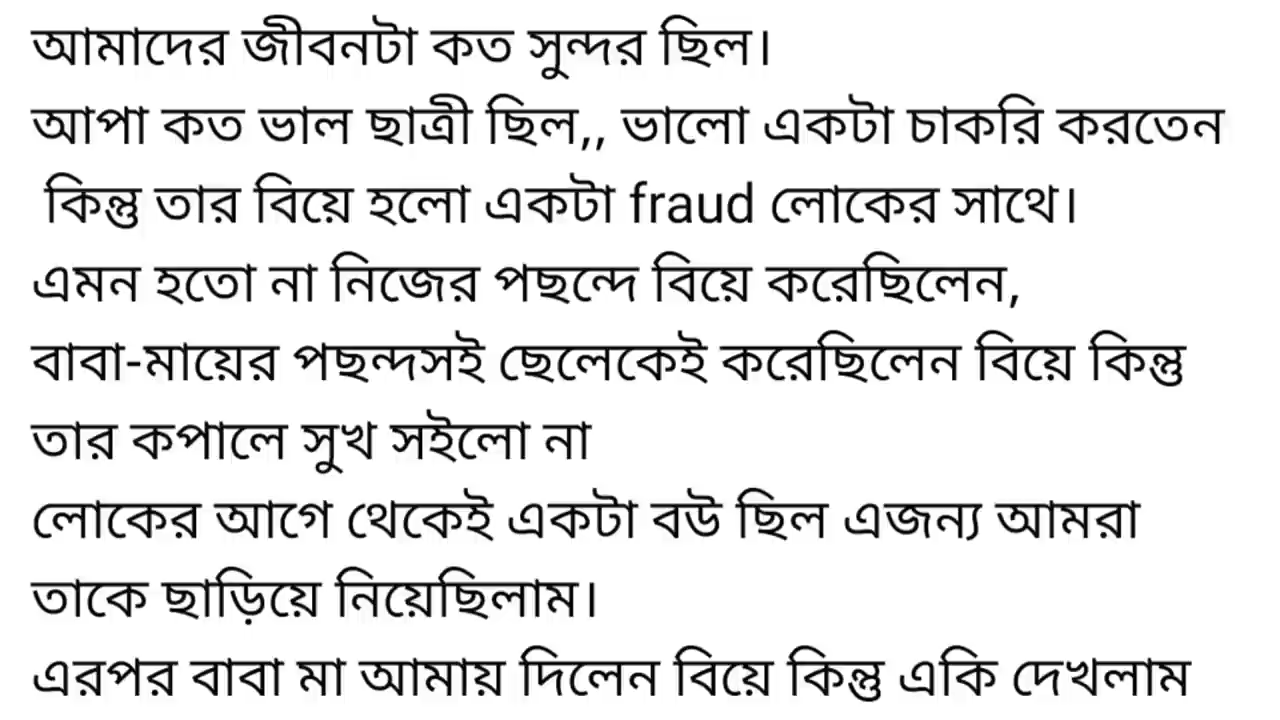 আমাদের জীবনটা কত সুন্দর ছিল।
আপা কত ভাল ছাত্রী ছিল,, ভালো একটা চাকরি করতেন
কিন্তু তার বিয়ে হলো একটা fraud লোকের সাথে।
এমন হতো না নিজের পছন্দে বিয়ে করেছিলেন,
বাবা-মায়ের পছন্দসই ছেলেকেই করেছিলেন বিয়ে কিন্তু
তার কপালে সুখ সইলো না
লোকের আগে থেকেই একটা বউ ছিল এজন্য আমরা
তাকে ছাড়িয়ে নিয়েছিলাম।
এরপর বাবা মা আমায় দিলেন বিয়ে কিন্তু একি দেখলাম